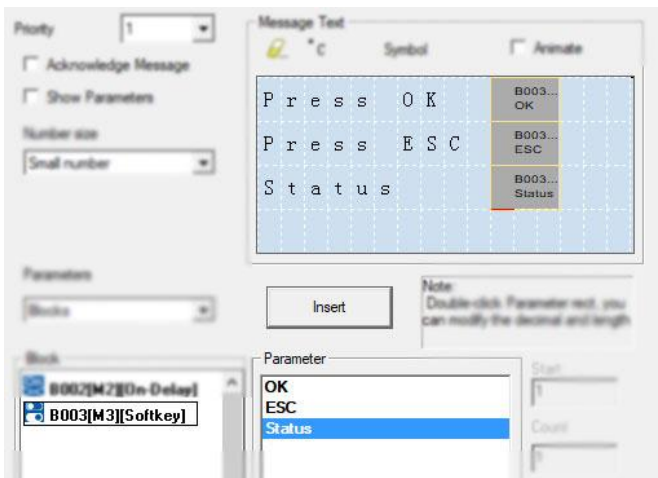 Priority 1
Acknowledge Message
Show Parameters
Number size
Small number
Message Text
°C Symbol Animate
Press OK B003... OK
Press ESC B003... ESC
Status B003... Status
Parameters
Blocks
Insert
Note:
Double-click Parameter rect, you
can modify the decimal and length
Block
B002[M2][On-Delay]
B003[M3][Softkey]
Parameter
OK
ESC
Status
Start
1
Count
1